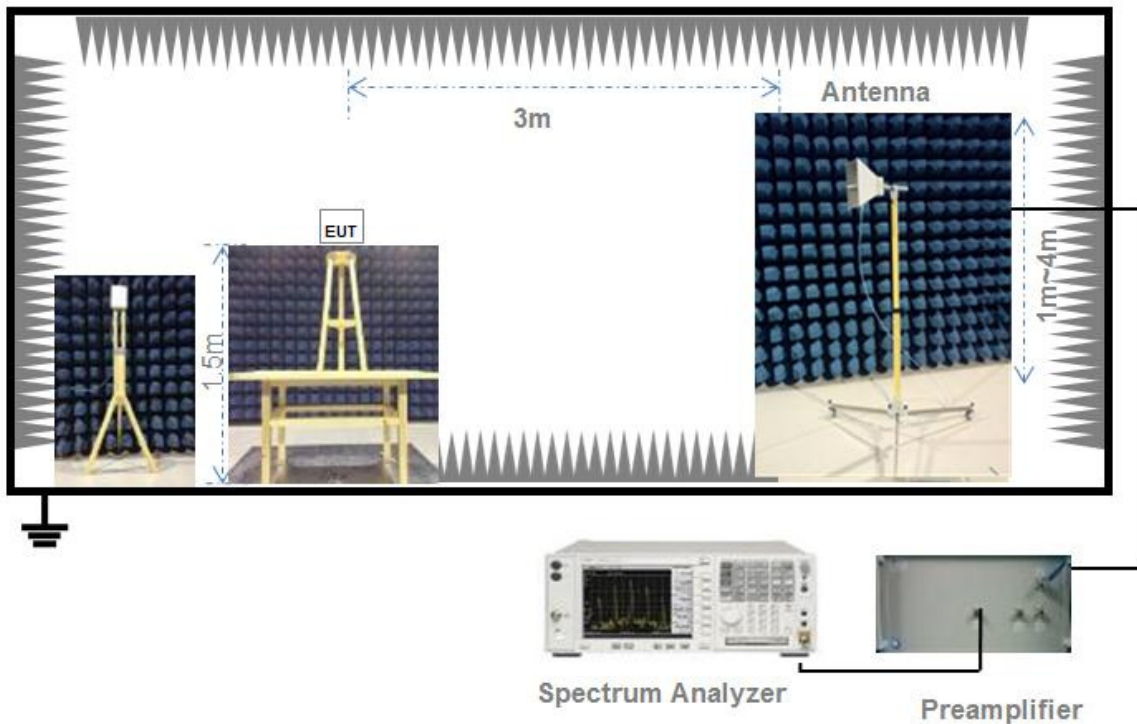 Antenna
3m
EUT
1.5m
1m~4m
Spectrum Analyzer
Preamplifier